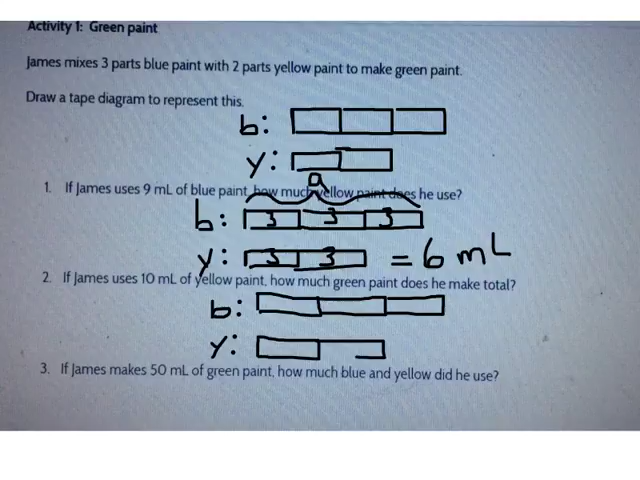 Activity 1: Green paint
James mixes 3 parts blue paint with 2 parts yellow paint to make green paint.
Draw a tape diagram to represent this.
b:
y:
9
1. If James uses 9 mL of blue paint, how much yellow paint does he use?
b: 3 3 3
y: 3 3 = 6 mL
2. If James uses 10 mL of yellow paint, how much green paint does he make total?
b:
y:
3. If James makes 50 mL of green paint, how much blue and yellow did he use?